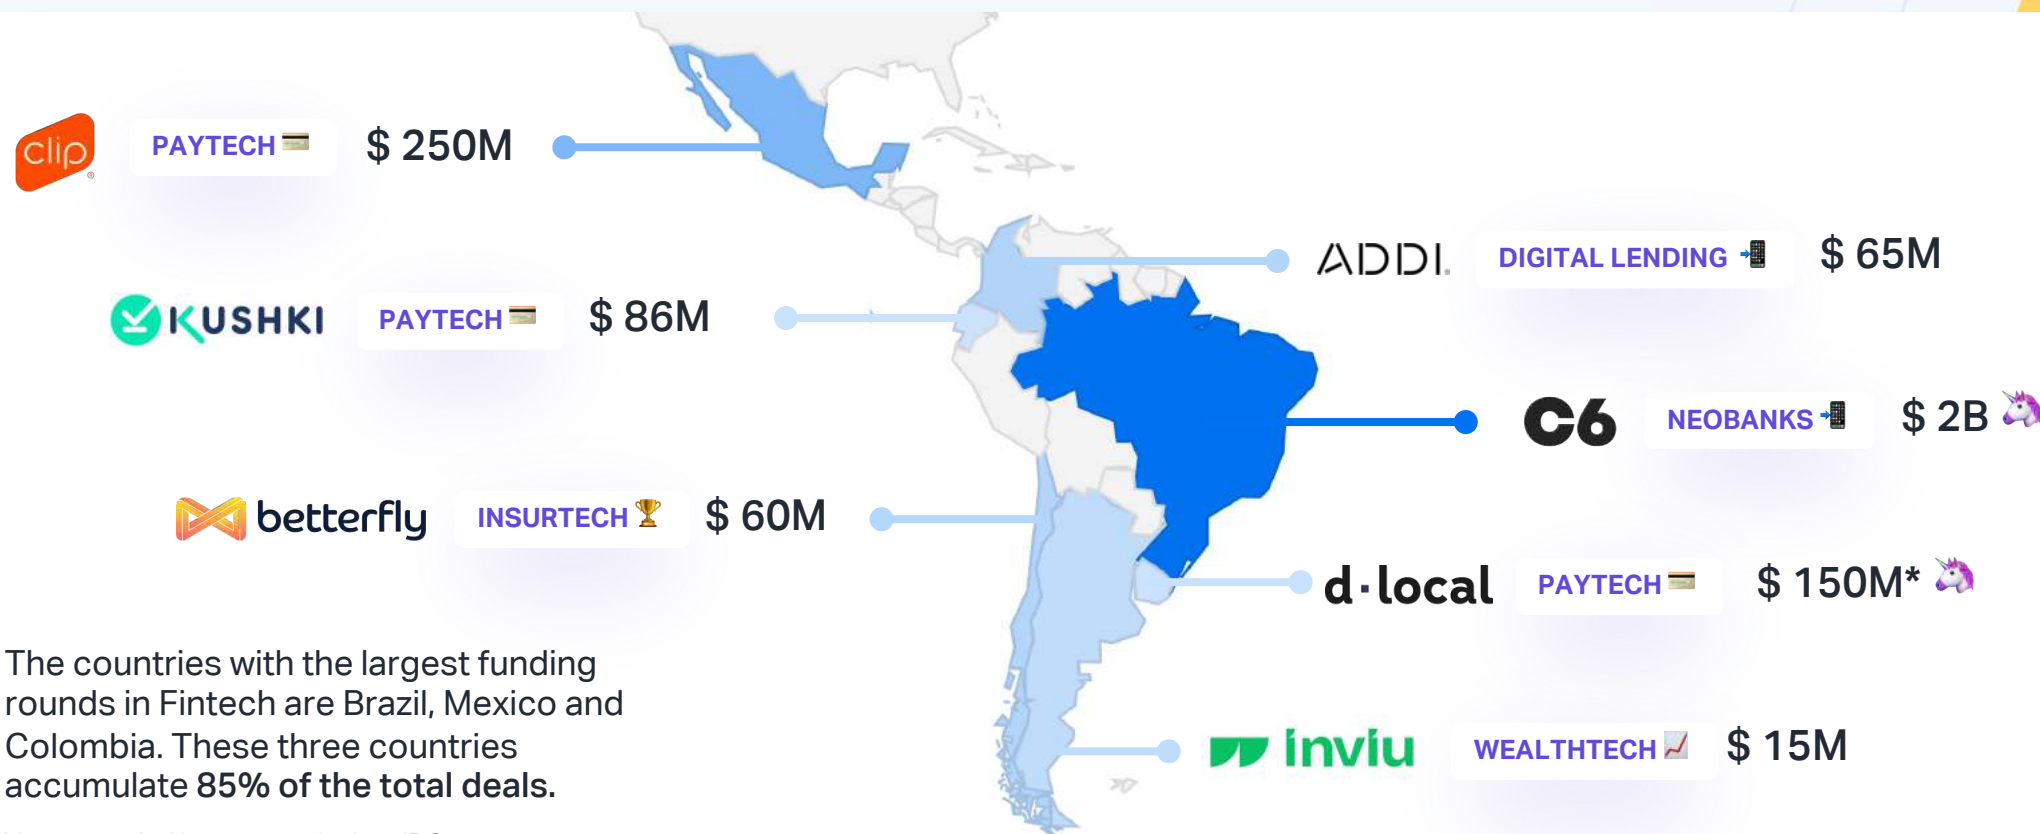 clip
PAYTECH
$ 250M
ADDI.
DIGITAL LENDING
$ 65M
KUSHKI
PAYTECH
$ 86M
C6
NEOBANKS
$ 2B
betterfly
INSURTECH
$ 60M
d·local
PAYTECH
$ 150M*
inviu
WEALTHTECH
$ 15M
The countries with the largest funding
rounds in Fintech are Brazil, Mexico and
Colombia. These three countries
accumulate 85% of the total deals.